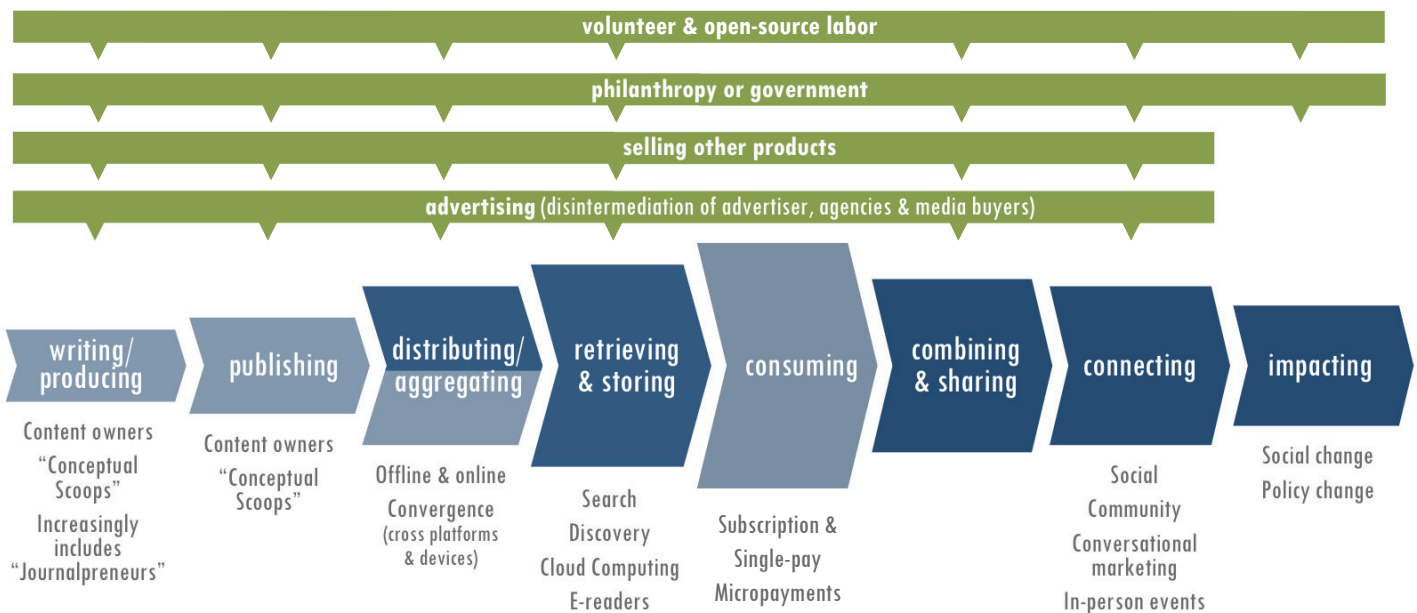 volunteer & open-source labor
philanthropy or government
selling other products
advertising (disintermediation of advertiser, agencies & media buyers)
writing/
producing
Content owners
“Conceptual
Scoops”
Increasingly
includes
“Journalpreneurs”
publishing
Content owners
“Conceptual
Scoops”
distributing/
aggregating
Offline & online
Convergence
(cross platforms
& devices)
retrieving
& storing
Search
Discovery
Cloud Computing
E-readers
consuming
Subscription &
Single-pay
Micropayments
combining
& sharing
connecting
Social
Community
Conversational
marketing
In-person events
impacting
Social change
Policy change